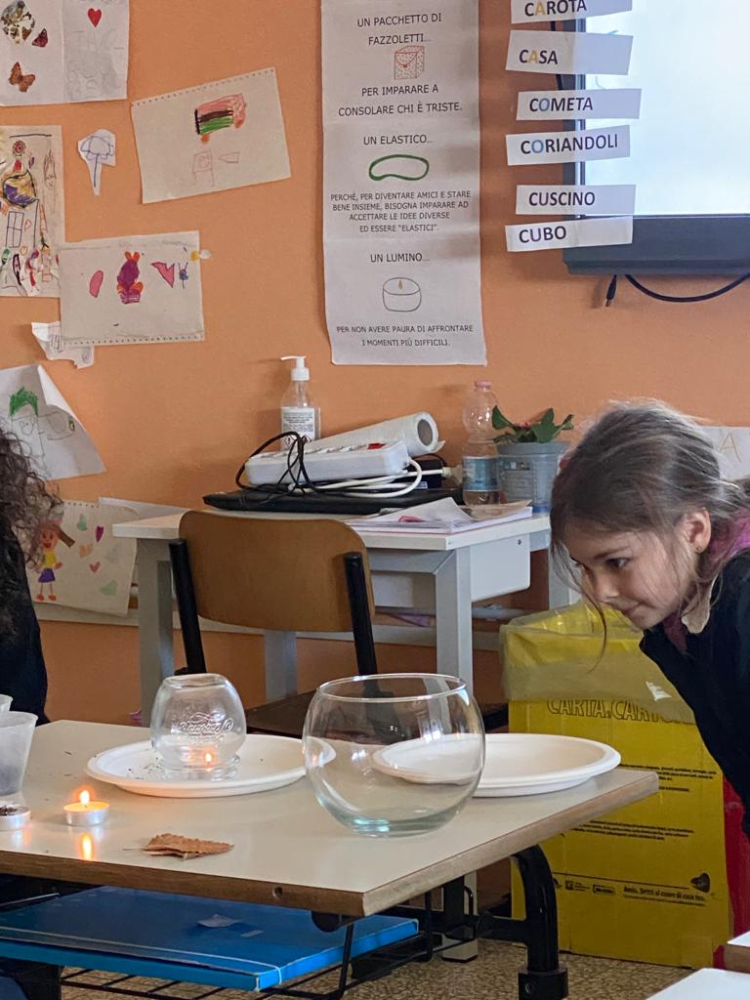 UN PACCHETTO DI
FAZZOLETTI...
PER IMPARARE A
CONSOLARE CHI È TRISTE.
UN ELASTICO...
PERCHÉ, PER DIVENTARE AMICI E STARE
BENE INSIEME, BISOGNA IMPARARE AD
ACCETTARE LE IDEE DIVERSE
ED ESSERE "ELASTICI".
UN LUMINO...
PER NON AVERE PAURA DI AFFRONTARE
I MOMENTI PIÙ DIFFICILI.
CAROTA
CASA
COMETA
CORIANDOLI
CUSCINO
CUBO
A
CARTA, CARTO